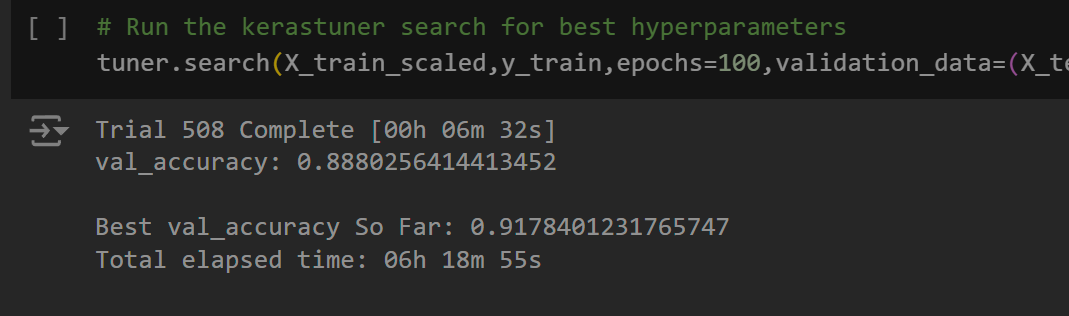 [ ] # Run the kerastuner search for best hyperparameters
tuner.search(X_train_scaled,y_train,epochs=100,validation_data=(X_te
Trial 508 Complete [00h 06m 32s]
val_accuracy: 0.8880256414413452
Best val_accuracy So Far: 0.9178401231765747
Total elapsed time: 06h 18m 55s